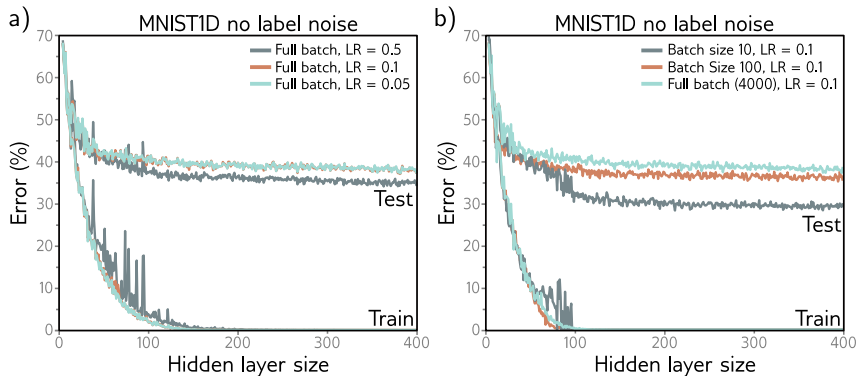 a)
MNIST1D no label noise
70
60
50
40
30
20
10
0
Error (%)
Full batch, LR = 0.5
Full batch, LR = 0.1
Full batch, LR = 0.05
Test
Train
0
100
200
300
400
Hidden layer size
b)
MNIST1D no label noise
70
60
50
40
30
20
10
0
Error (%)
Batch size 10, LR = 0.1
Batch Size 100, LR = 0.1
Full batch (4000), LR = 0.1
Test
Train
0
100
200
300
400
Hidden layer size